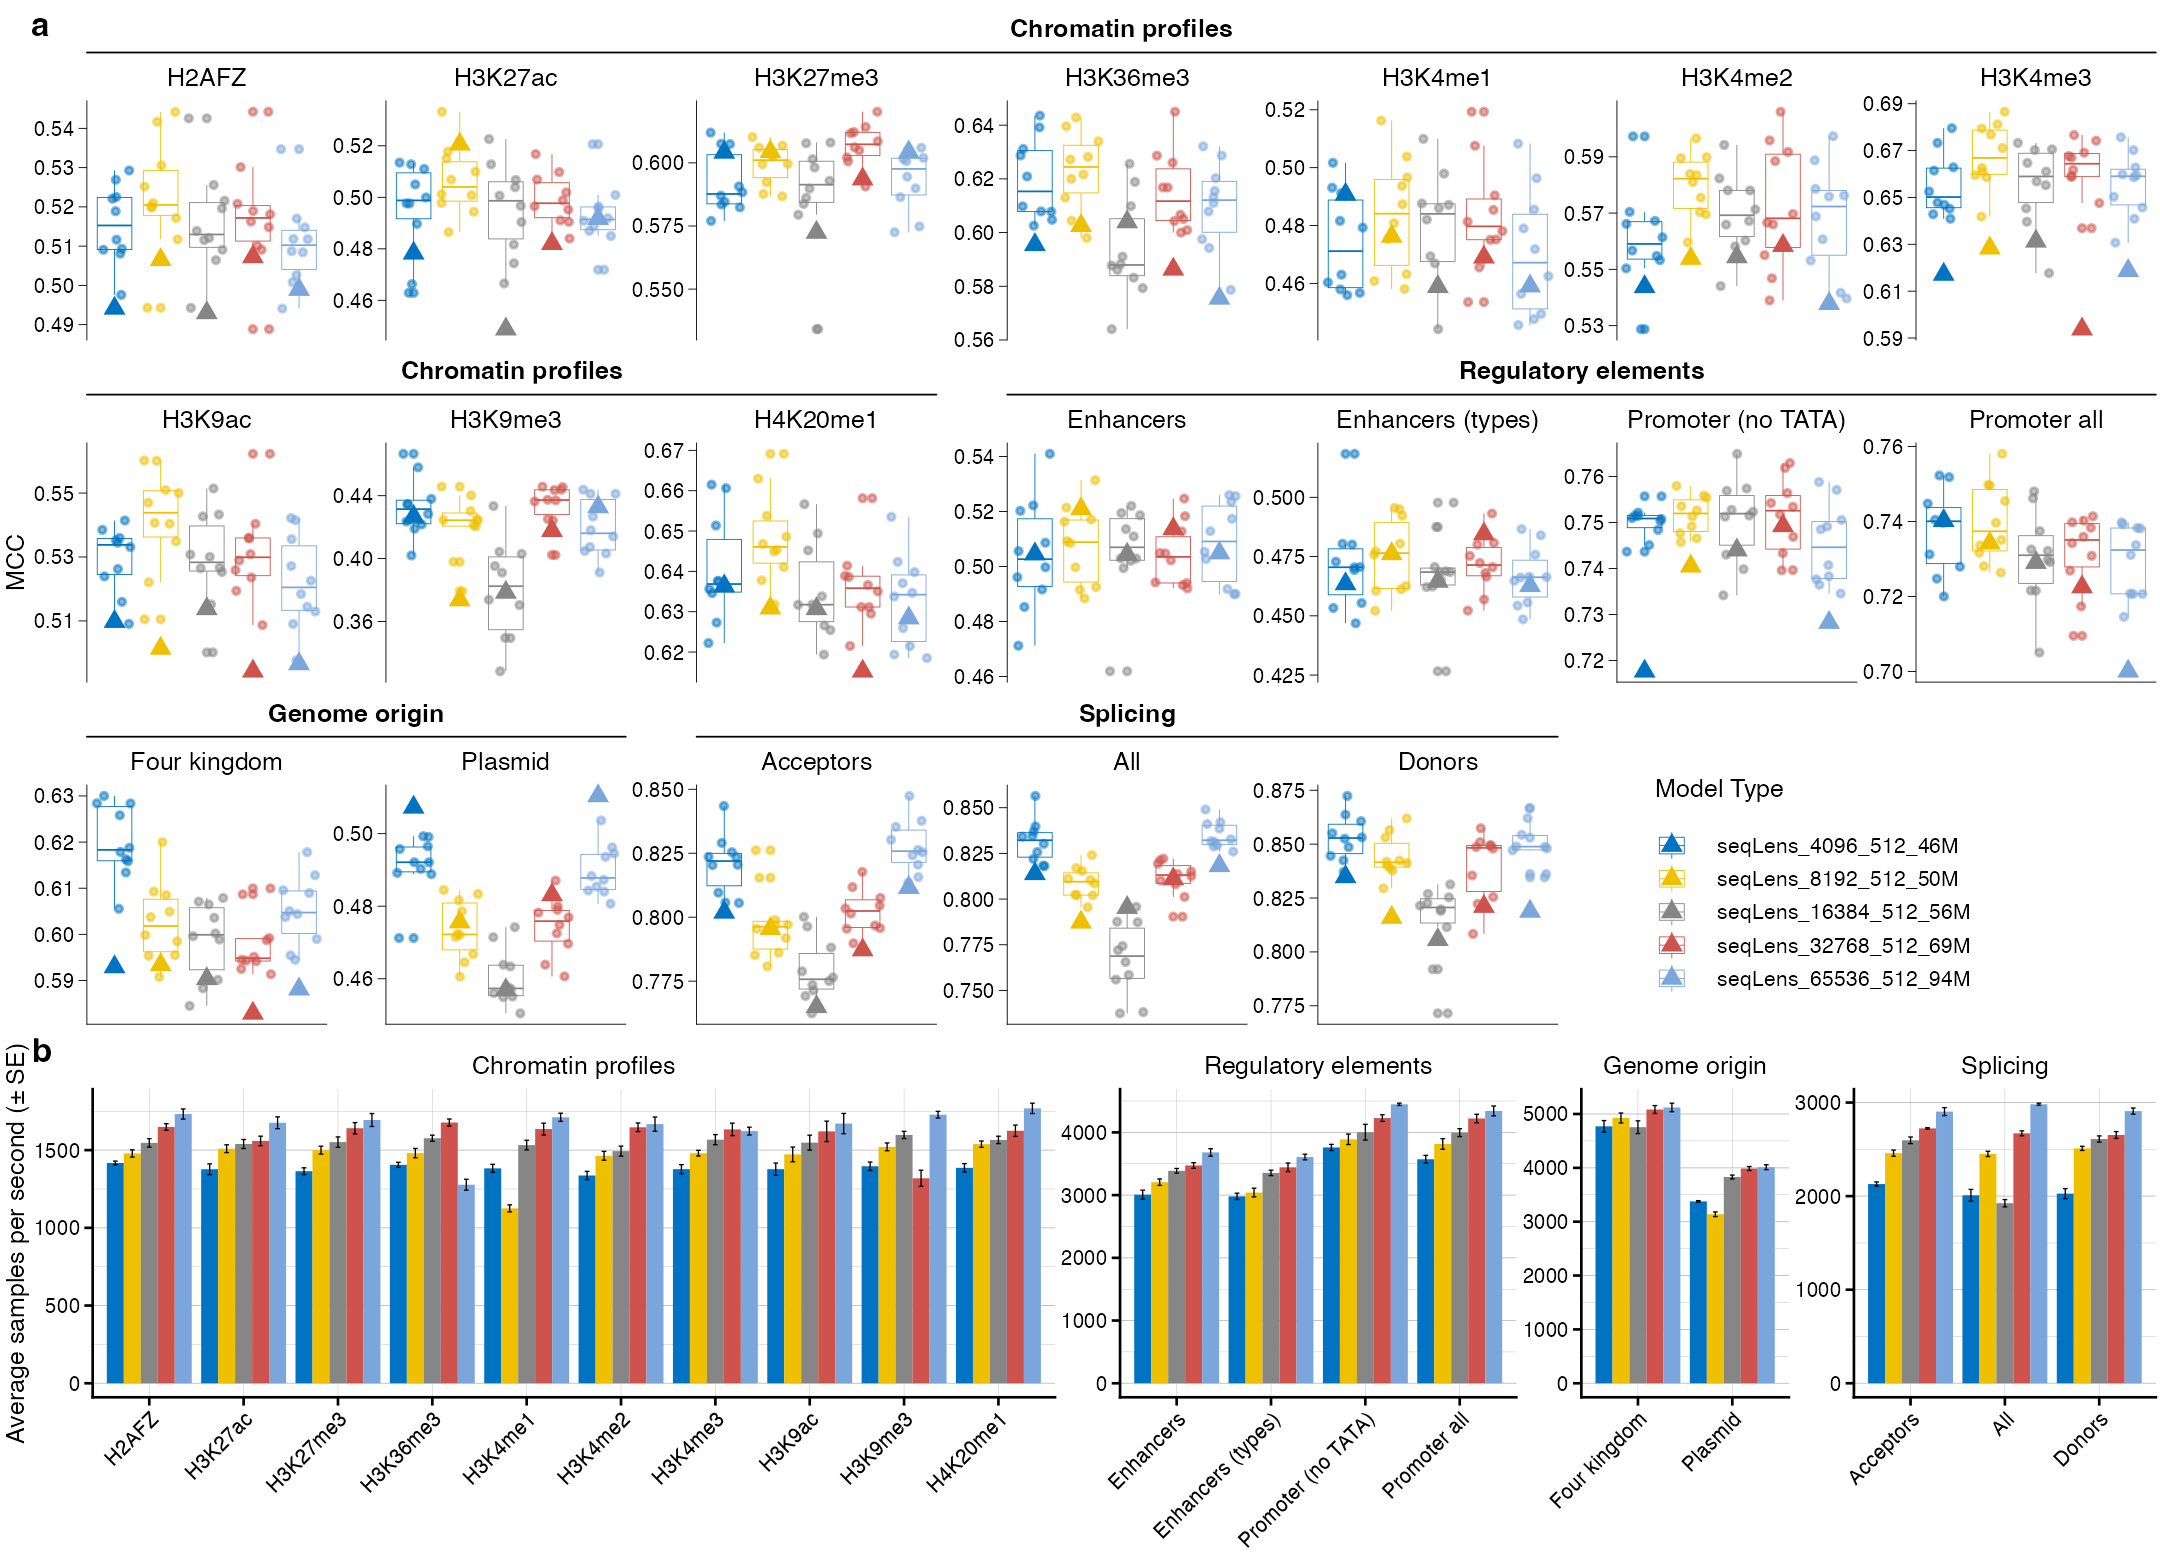 a
Chromatin profiles
H2AFZ H3K27ac H3K27me3 H3K36me3 H3K4me1 H3K4me2 H3K4me3
0.54 0.53 0.52 0.51 0.50 0.49
0.52 0.50 0.48 0.46
0.600 0.575 0.550
0.64 0.62 0.60 0.58 0.56
0.52 0.50 0.48 0.46
0.59 0.57 0.55 0.53
0.69 0.67 0.65 0.63 0.61 0.59
Chromatin profiles Regulatory elements
H3K9ac H3K9me3 H4K20me1 Enhancers Enhancers (types) Promoter (no TATA) Promoter all
MCC
0.55 0.53 0.51
0.44 0.40 0.36
0.67 0.66 0.65 0.64 0.63 0.62
0.54 0.52 0.50 0.48 0.46
0.500 0.475 0.450 0.425
0.76 0.75 0.74 0.73 0.72
0.76 0.74 0.72 0.70
Genome origin Splicing
Four kingdom Plasmid Acceptors All Donors
0.63 0.62 0.61 0.60 0.59
0.50 0.48 0.46
0.850 0.825 0.800 0.775
0.850 0.825 0.800 0.775 0.750
0.875 0.850 0.825 0.800 0.775
Model Type
seqLens_4096_512_46M
seqLens_8192_512_50M
seqLens_16384_512_56M
seqLens_32768_512_69M
seqLens_65536_512_94M
b
Average samples per second (± SE)
Chromatin profiles Regulatory elements Genome origin Splicing
1500 1000 500 0
4000 3000 2000 1000 0
5000 4000 3000 2000 1000 0
3000 2000 1000 0
H2AFZ H3K27ac H3K27me3 H3K36me3 H3K4me1 H3K4me2 H3K4me3 H3K9ac H3K9me3 H4K20me1
Enhancers Enhancers (types) Promoter (no TATA) Promoter all
Four kingdom Plasmid
Acceptors All Donors